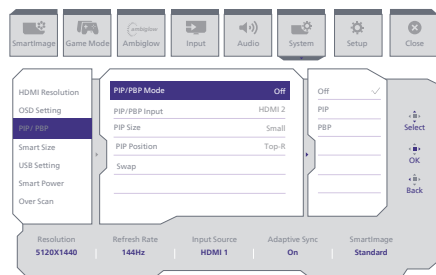 SmartImage
Game Mode
Ambiglow
Input
Audio
System
Setup
Close
HDMI Resolution
OSD Setting
PIP/ PBP
Smart Size
USB Setting
Smart Power
Over Scan
PIP/PBP Mode Off
PIP/PBP Input HDMI 2
PIP Size Small
PIP Position Top-R
Swap
Off
PIP
PBP
Select
OK
Back
Resolution
5120X1440
Refresh Rate
144Hz
Input Source
HDMI 1
Adaptive Sync
On
SmartImage
Standard